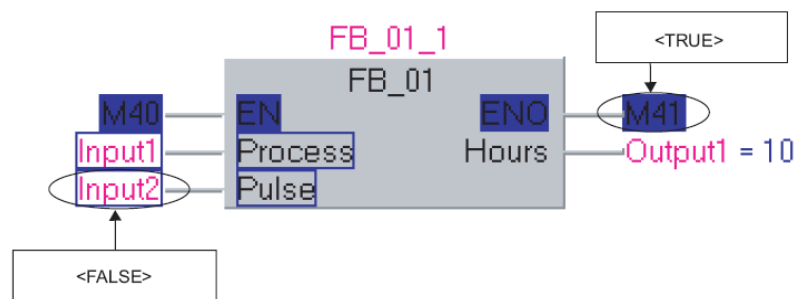 FB_01_1
<TRUE>
FB_01
M40 EN ENO M41
Input1 Process Hours Output1 = 10
Input2 Pulse
<FALSE>